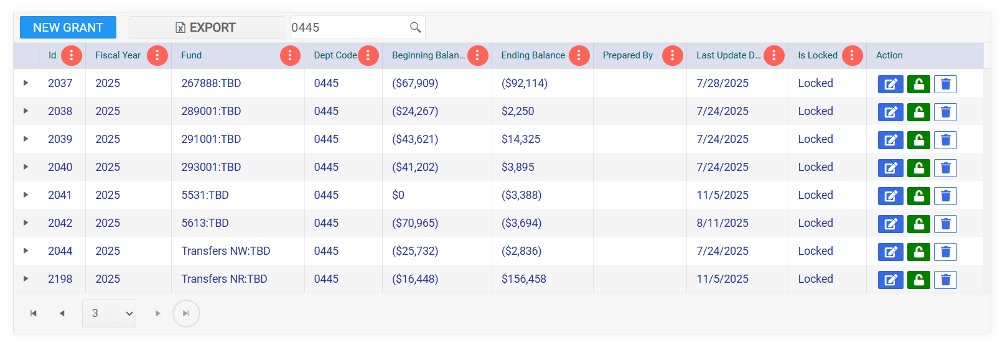 NEW GRANT EXPORT 0445
Id Fiscal Year Fund Dept Code Beginning Balan... Ending Balance Prepared By Last Update D... Is Locked Action
2037 2025 267888:TBD 0445 ($67,909) ($92,114) 7/28/2025 Locked
2038 2025 289001:TBD 0445 ($24,267) $2,250 7/24/2025 Locked
2039 2025 291001:TBD 0445 ($43,621) $14,325 7/24/2025 Locked
2040 2025 293001:TBD 0445 ($41,202) $3,895 7/24/2025 Locked
2041 2025 5531:TBD 0445 $0 ($3,388) 11/5/2025 Locked
2042 2025 5613:TBD 0445 ($70,965) ($3,694) 8/11/2025 Locked
2044 2025 Transfers NW:TBD 0445 ($25,732) ($2,836) 7/24/2025 Locked
2198 2025 Transfers NR:TBD 0445 ($16,448) $156,458 11/5/2025 Locked
3